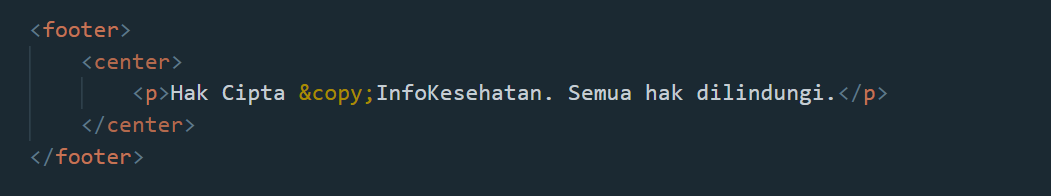 <footer>
<center>
<p>Hak Cipta &copy;InfoKesehatan. Semua hak dilindungi.</p>
</center>
</footer>